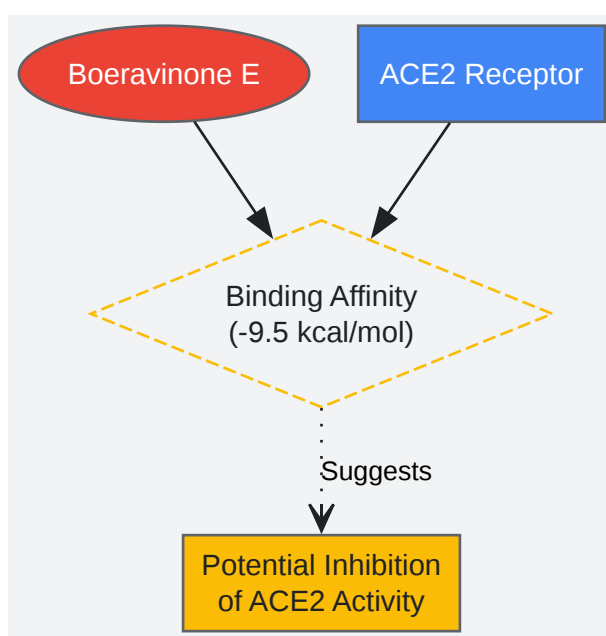 Boeravinone E
ACE2 Receptor
Binding Affinity
(-9.5 kcal/mol)
Suggests
Potential Inhibition
of ACE2 Activity